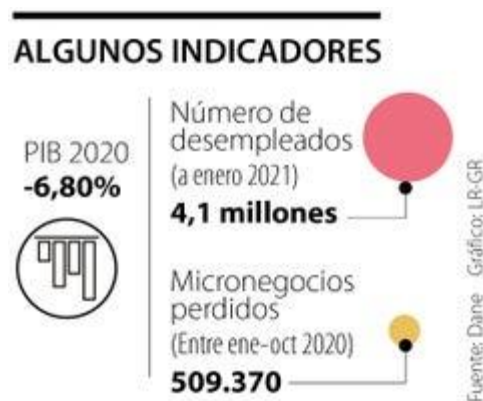 ALGUNOS INDICADORES
PIB 2020
-6,80%
Número de
desempleados
(a enero 2021)
4,1 millones
Micronegocios
perdidos
(Entre ene-oct 2020)
509.370
Fuente: Dane Gráfico: LR-GR